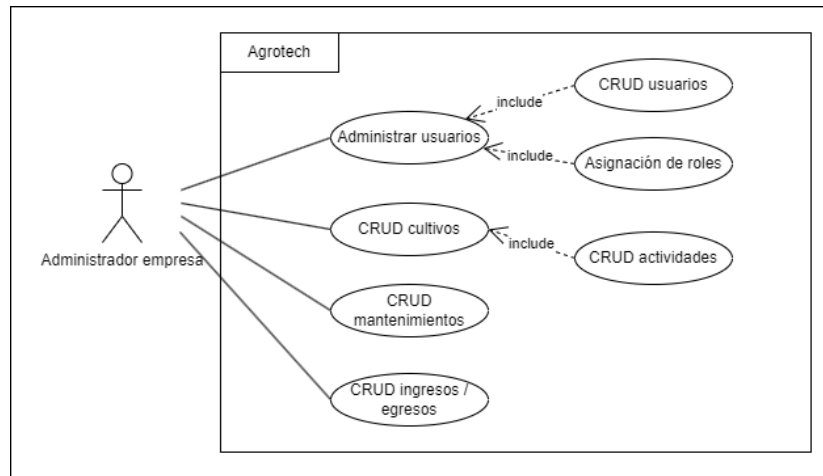 Agrotech
CRUD usuarios
include
Administrar usuarios
include
Asignación de roles
Administrador empresa
CRUD cultivos
include
CRUD actividades
CRUD
mantenimientos
CRUD ingresos /
egresos